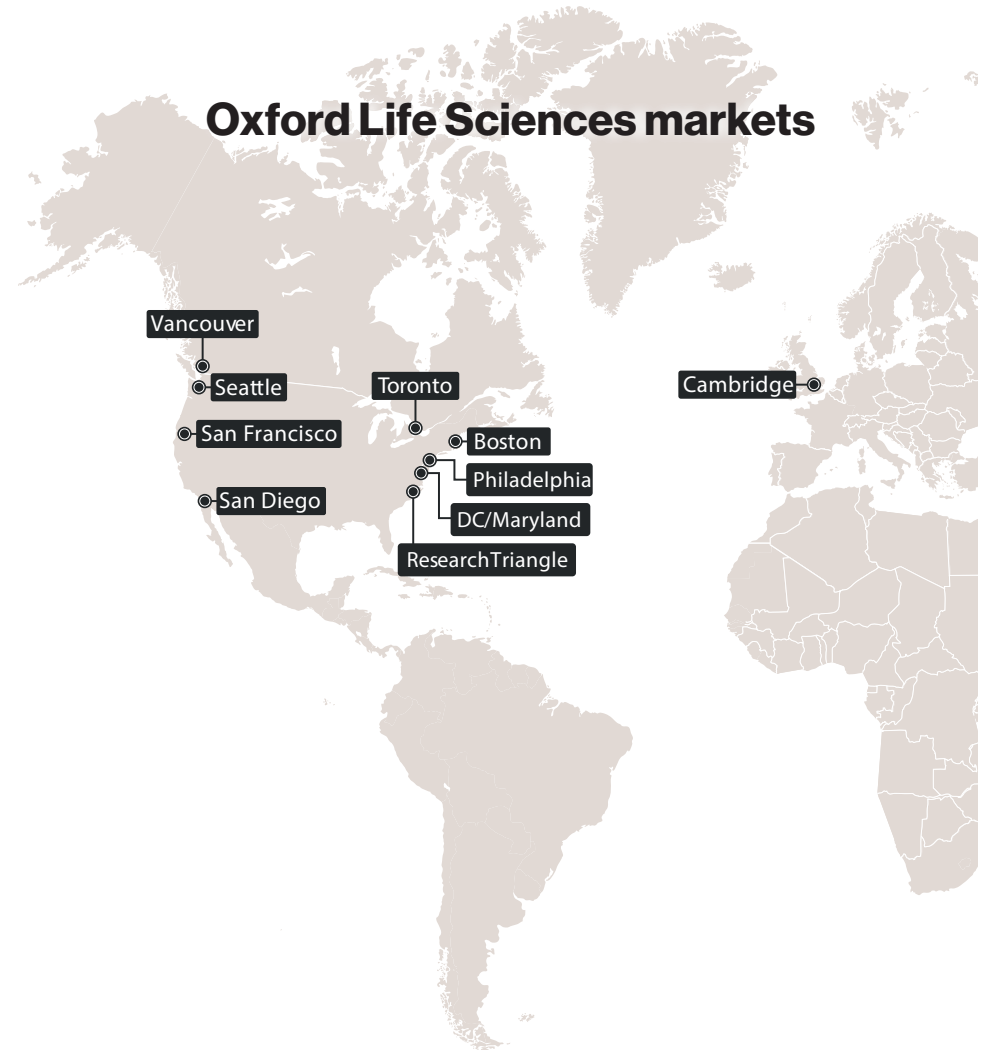 Oxford Life Sciences markets
Vancouver
Seattle
Toronto
Cambridge
San Francisco
Boston
Philadelphia
San Diego
DC/Maryland
ResearchTriangle